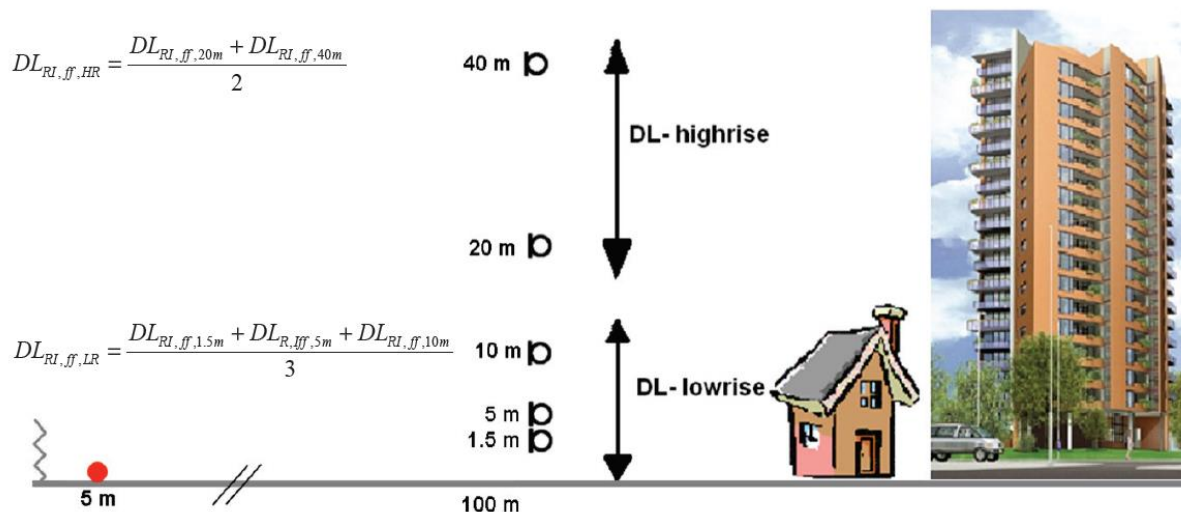 DL_{RI,ff,HR} = \frac{DL_{RI,ff,20m} + DL_{RI,ff,40m}}{2}
40 m
DL- highrise
20 m
DL_{RI,ff,LR} = \frac{DL_{RI,ff,1.5m} + DL_{R,Iff,5m} + DL_{RI,ff,10m}}{3}
10 m
DL- lowrise
5 m
1.5 m
5 m
100 m